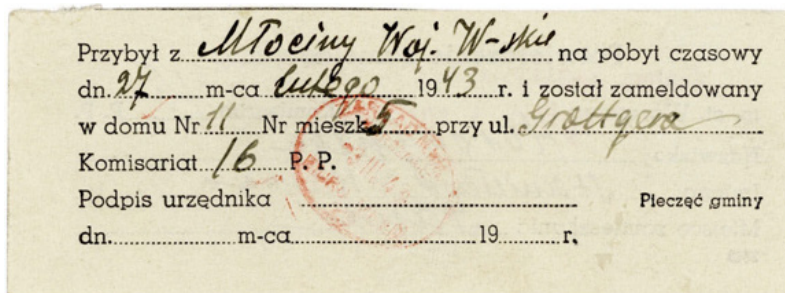 Przybył z Młociny Woj. W-skie na pobyt czasowy
dn. 27 m-ca lutego 1943 r. i został zameldowany
w domu Nr 11 Nr mieszk 5 przy ul. Grottgera
Komisariat 16 P. P.
Podpis urzędnika Pieczęć gminy
dn. m-ca 19 r.